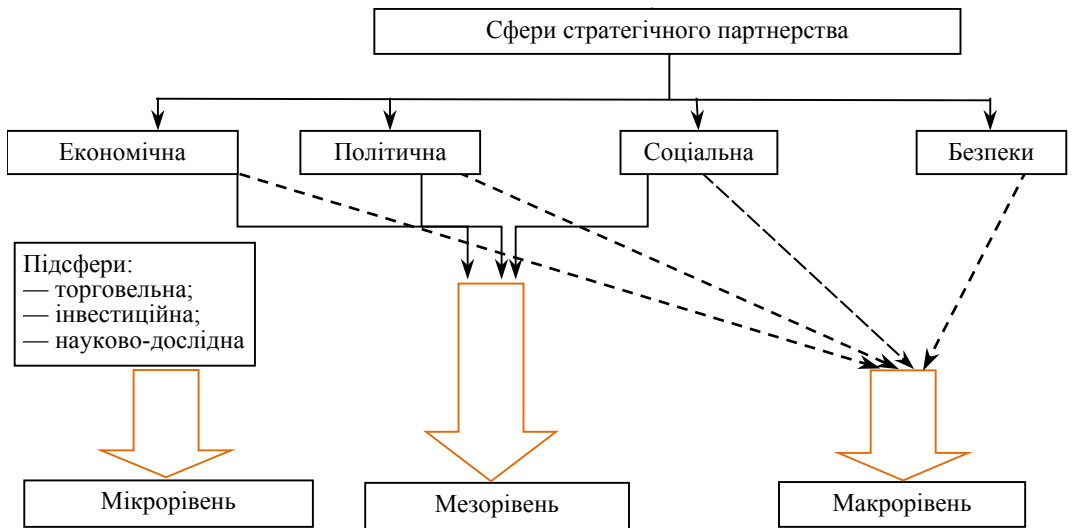 Сфери стратегічного партнерства
Економічна
Політична
Соціальна
Безпеки
Підсфери:
— торговельна;
— інвестиційна;
— науково-дослідна
Мікрорівень
Мезорівень
Макрорівень